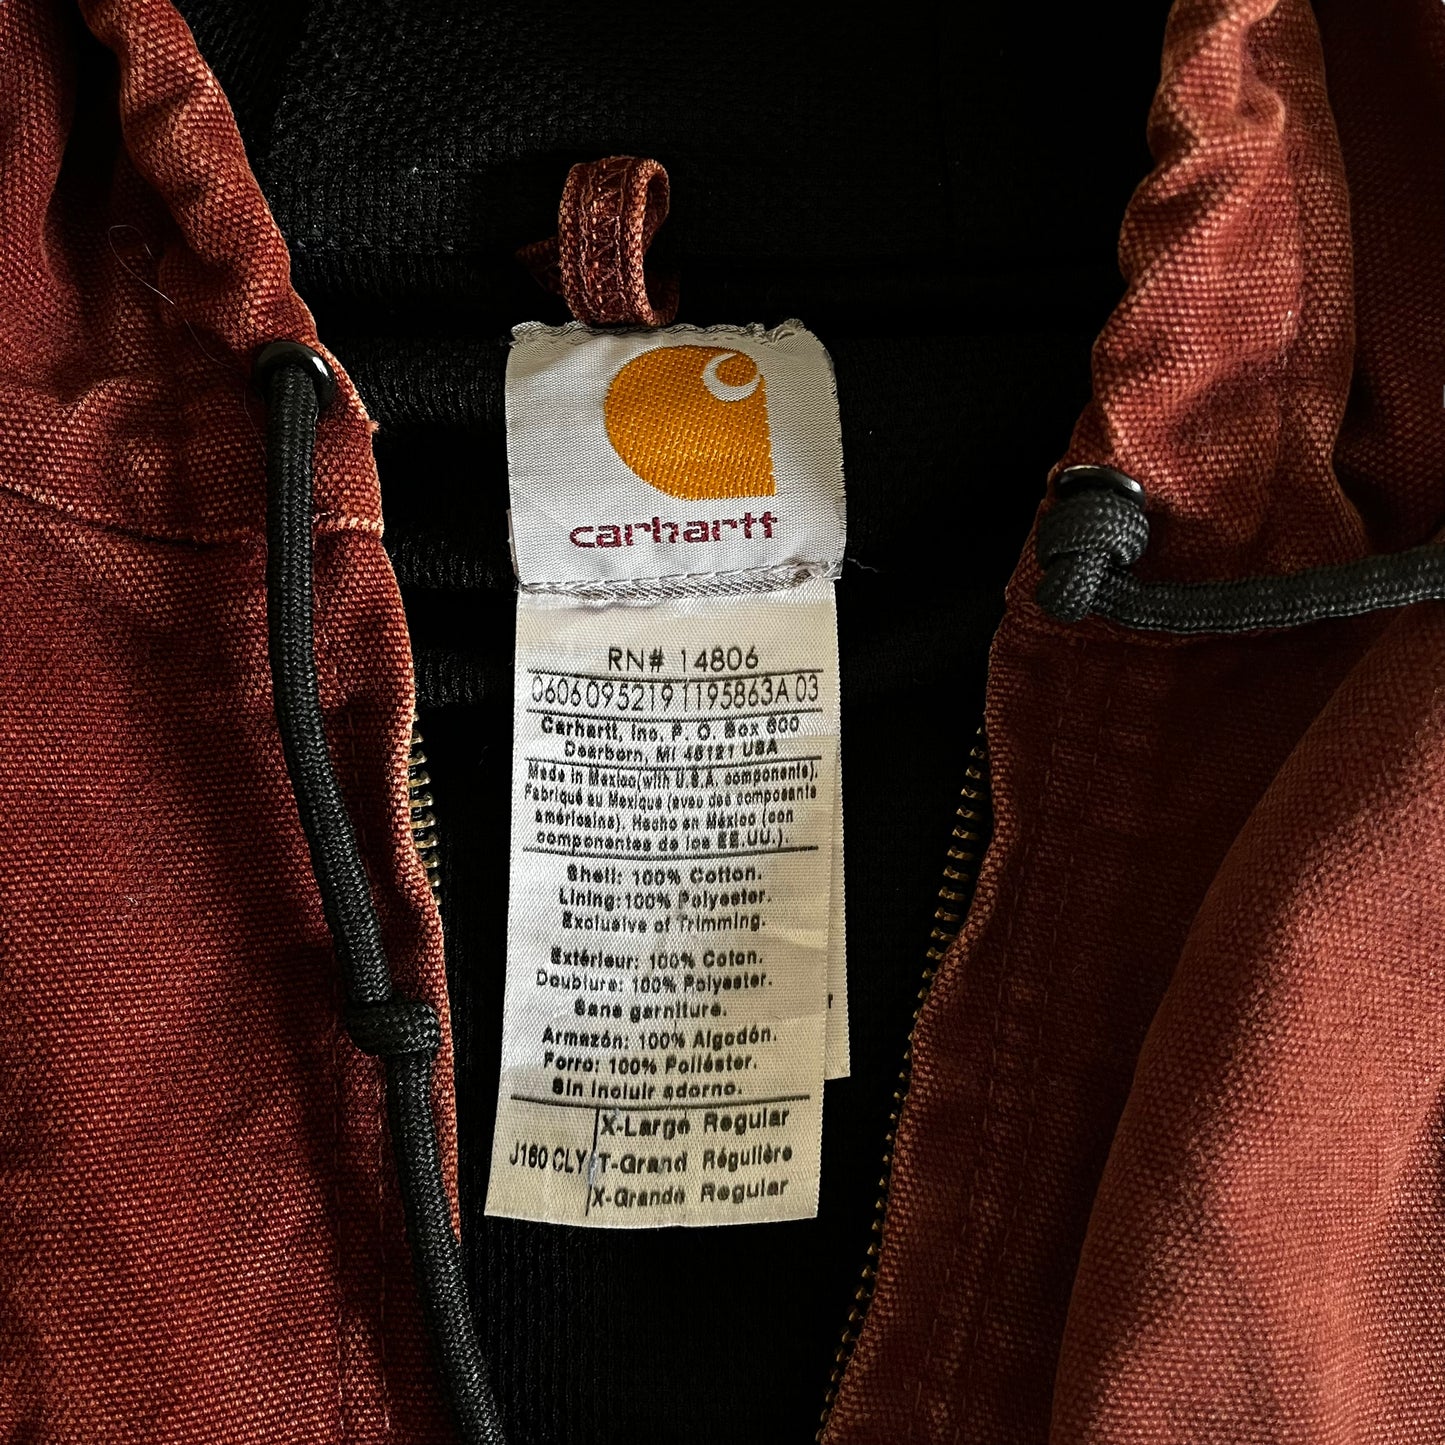 carhartt
RN# 14806
0606095219 1195863A 03
Carhartt, Inc. P. O. Box 600
Dearborn, MI 48121 USA
Made in Mexico(with U.S.A. components).
Fabriqué au Mexique (avec des composants
américains). Hecho en México (con
componentes de los EE.UU.).
Shell: 100% Cotton.
Lining:100% Polyester.
Exclusive of Trimming.
Extérieur: 100% Coton.
Doublure: 100% Polyester.
Sans garniture.
Armazón: 100% Algodón.
Forro: 100% Poliéster.
Sin incluir adorno.
X-Large Regular
J160 CLY T-Grand Régulière
X-Grande Regular